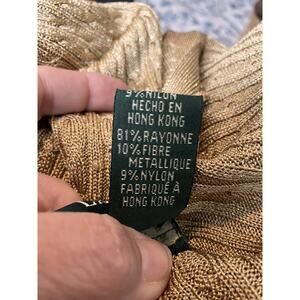 9% NILON
HECHO EN
HONG KONG
81% RAYONNE
10% FIBRE
METALLIQUE
9% NYLON
FABRIQUÉ À
HONG KONG